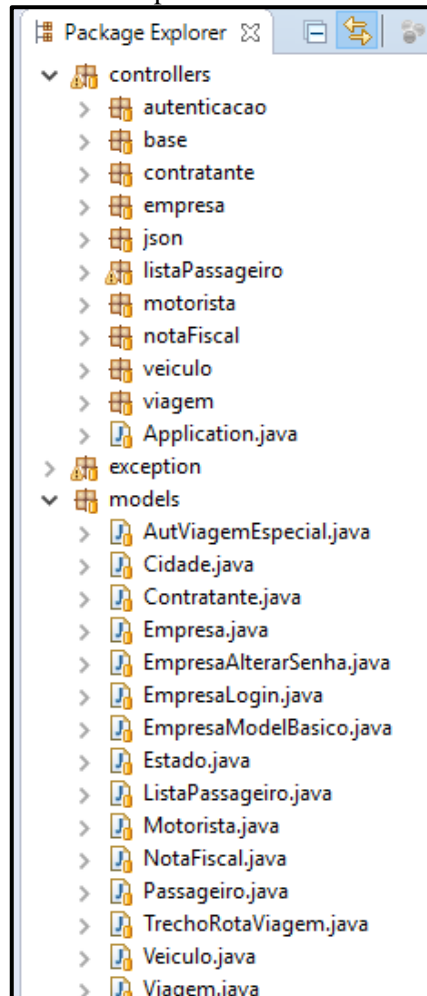 Package Explorer
controllers
autenticacao
base
contratante
empresa
json
listaPassageiro
motorista
notaFiscal
veiculo
viagem
Application.java
exception
models
AutViagemEspecial.java
Cidade.java
Contratante.java
Empresa.java
EmpresaAlterarSenha.java
EmpresaLogin.java
EmpresaModelBasico.java
Estado.java
ListaPassageiro.java
Motorista.java
NotaFiscal.java
Passageiro.java
TrechoRotaViagem.java
Veiculo.java
Viagem.java